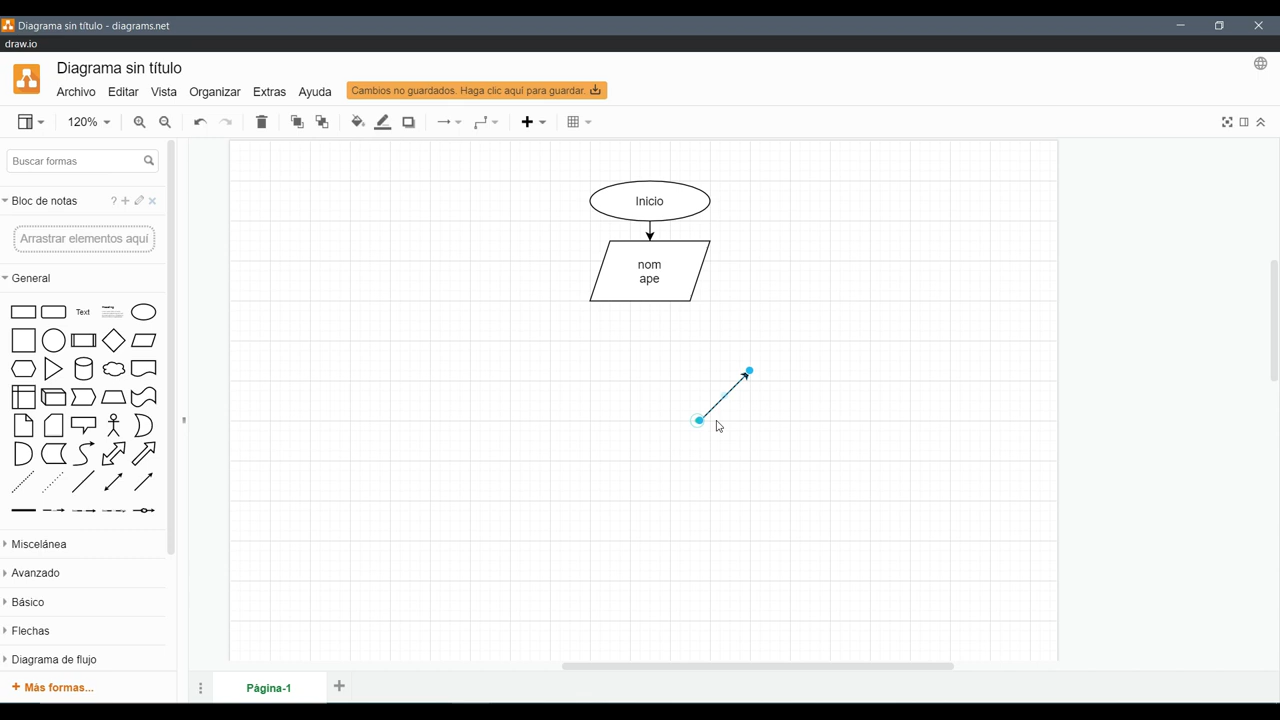 Diagrama sin título - diagrams.net
draw.io
Diagrama sin título
Archivo Editar Vista Organizar Extras Ayuda
Cambios no guardados. Haga clic aquí para guardar.
120%
Buscar formas
Bloc de notas ?
Arrastrar elementos aquí
General
Text
Miscelánea
Avanzado
Básico
Flechas
Diagrama de flujo
+ Más formas...
Inicio
nom
ape
Página-1